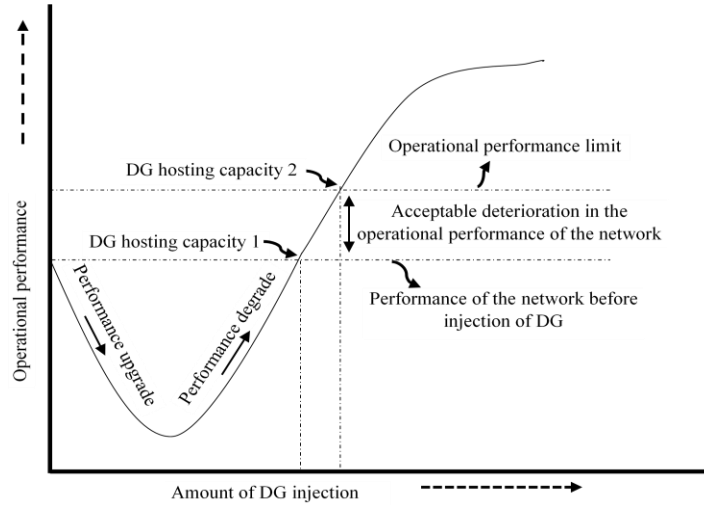 Operational performance
DG hosting capacity 2
Operational performance limit
DG hosting capacity 1
Acceptable deterioration in the
operational performance of the network
Performance upgrade
Performance degrade
Performance of the network before
injection of DG
Amount of DG injection